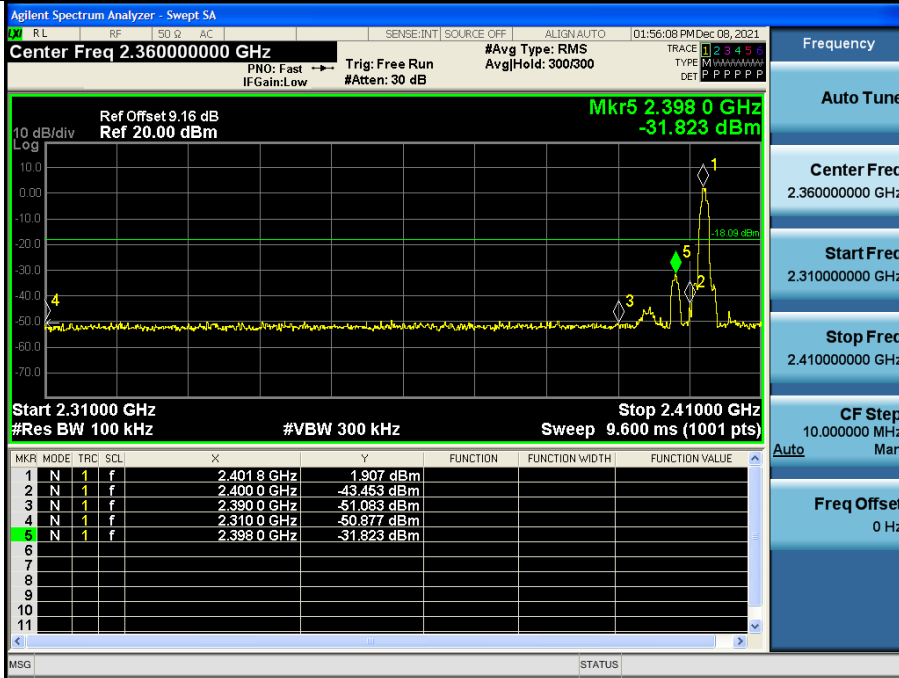 Agilent Spectrum Analyzer - Swept SA
LXI RL RF 50 Ω AC SENSE:INT SOURCE OFF ALIGN AUTO 01:56:08 PM Dec 08, 2021
Center Freq 2.360000000 GHz
PNO: Fast
IFGain:Low
Trig: Free Run
#Atten: 30 dB
#Avg Type: RMS
Avg|Hold: 300/300
TRACE 1 2 3 4 5 6
TYPE M WWWWW
DET P P P P P P
Frequency
Auto Tune
Center Freq
2.360000000 GHz
Start Freq
2.310000000 GHz
Stop Freq
2.410000000 GHz
CF Step
10.000000 MHz
Auto Man
Freq Offset
0 Hz
Mkr5 2.398 0 GHz
-31.823 dBm
Ref Offset 9.16 dB
10 dB/div Ref 20.00 dBm
Log
10.0
0.00
-10.0
-20.0
-30.0
-40.0
-50.0
-60.0
-70.0
1
-18.09 dBm
5
2
4
3
Start 2.31000 GHz Stop 2.41000 GHz
#Res BW 100 kHz #VBW 300 kHz Sweep 9.600 ms (1001 pts)
MKR MODE TRC SCL X Y FUNCTION FUNCTION WIDTH FUNCTION VALUE
1 N 1 f 2.401 8 GHz 1.907 dBm
2 N 1 f 2.400 0 GHz -43.453 dBm
3 N 1 f 2.390 0 GHz -51.083 dBm
4 N 1 f 2.310 0 GHz -50.877 dBm
5 N 1 f 2.398 0 GHz -31.823 dBm
6
7
8
9
10
11
MSG STATUS